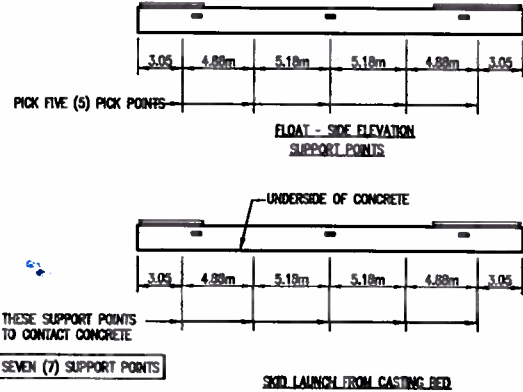 3.05 4.88m 5.18m 5.18m 4.88m 3.05
PICK FIVE (5) PICK POINTS
FLOAT - SIDE ELEVATION
SUPPORT POINTS
UNDERSIDE OF CONCRETE
3.05 4.88m 5.18m 5.18m 4.88m 3.05
THESE SUPPORT POINTS
TO CONTACT CONCRETE
SEVEN (7) SUPPORT POINTS
SKID LAUNCH FROM CASTING BED